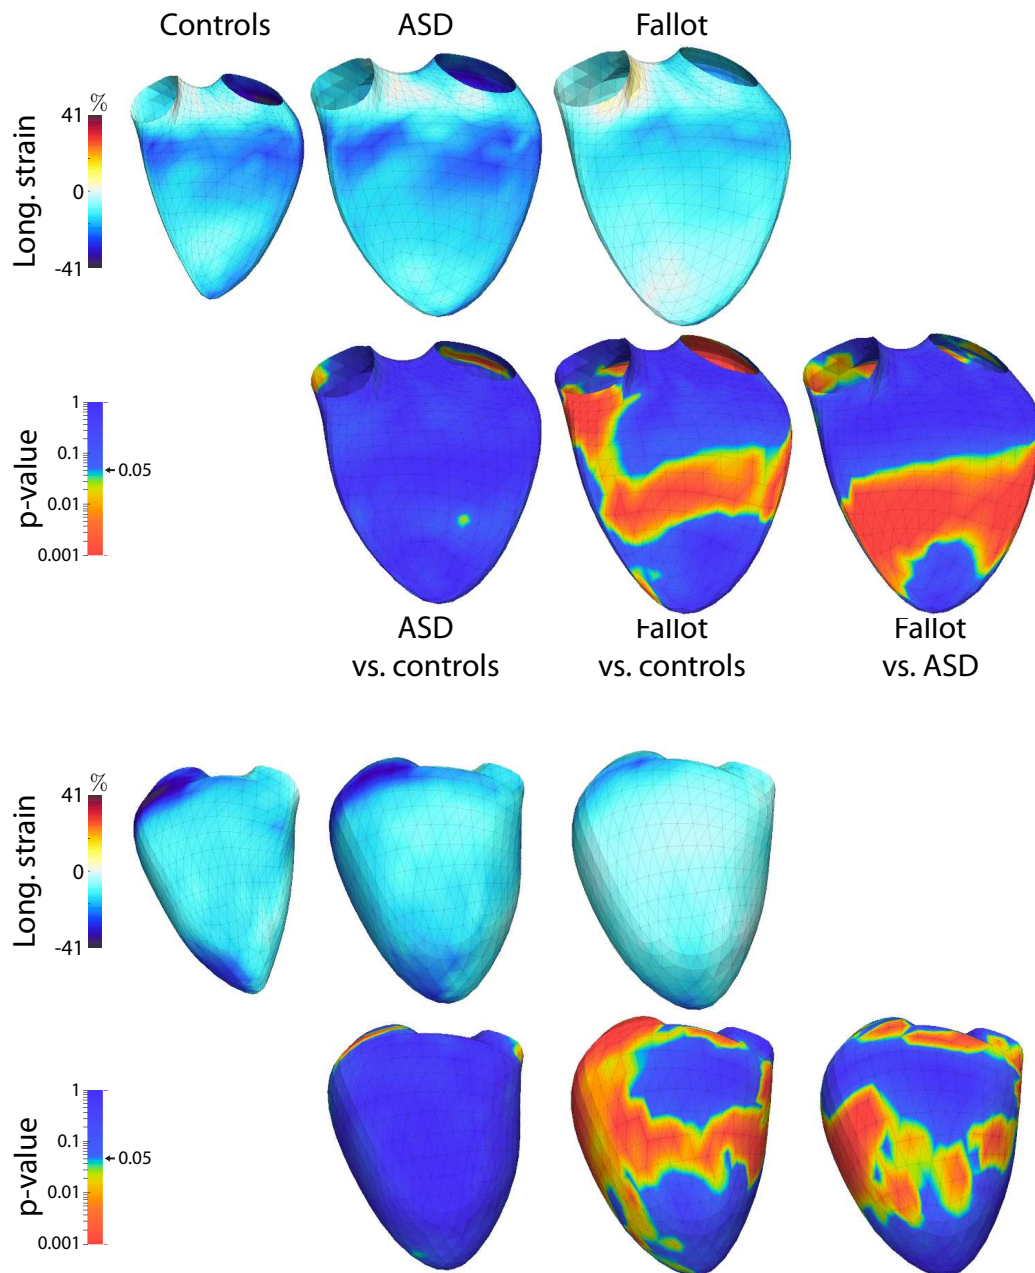 Controls ASD Fallot
%
41
0
-41
Long. strain
1
0.1
0.05
0.01
0.001
p-value
ASD Fallot Fallot
vs. controls vs. controls vs. ASD
%
41
0
-41
Long. strain
1
0.1
0.05
0.01
0.001
p-value